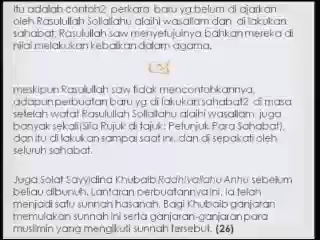 Itu adalah contoh2 perkara baru yg belum di ajarkan
oleh Rasulullah Sollallahu alaihi wasallam dan di lakukan
sahabat, Rasulullah saw menyetujuinya bahkan mereka di
nilai melakukan kebaikan dalam agama.
meskipun Rasulullah saw tidak mencontohkannya,
adapun perbuatan baru yg di lakukan sahabat2 di masa
setelah wafat Rasulullah Sollallahu Alaihi wasallam juga
banyak sekali (Sila Rujuk di tajuk: Petunjuk Para Sahabat),
dan itu di lakukan sampai saat ini, dan di sepakati oleh
seluruh sahabat.
Juga Solat Sayyidina Khubaib Radhiyallahu Anhu sebelum
beliau dibunuh. Lantaran perbuatannya ini, ia telah
menjadi satu sunnah hasanah. Bagi Khubaib ganjaran
memulakan sunnah ini serta ganjaran-ganjaran para
muslimin yang mengikuti sunnah tersebut. (26)